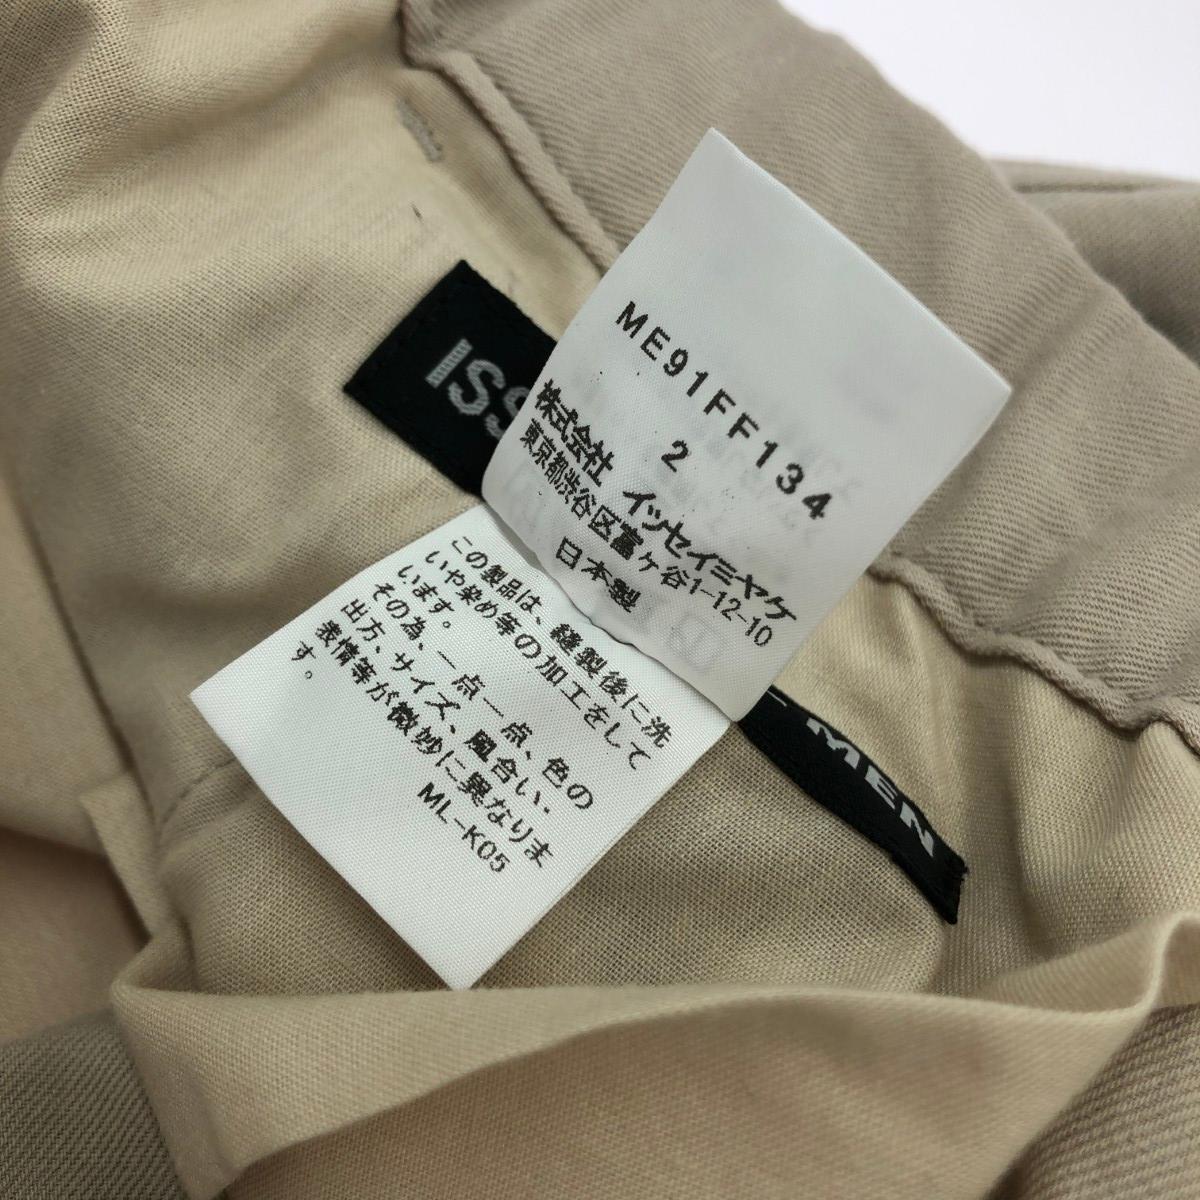 ISS
ME91FF134
2
株式会社 イッセイミヤケ
東京都渋谷区富ヶ谷1-12-10
日本製
この製品は、縫製後に洗
いや染め等の加工をして
います。
その為、一点一点、色の
出方、サイズ、風合い・
表情等が微妙に異なりま
す。
ML-K05
MEN